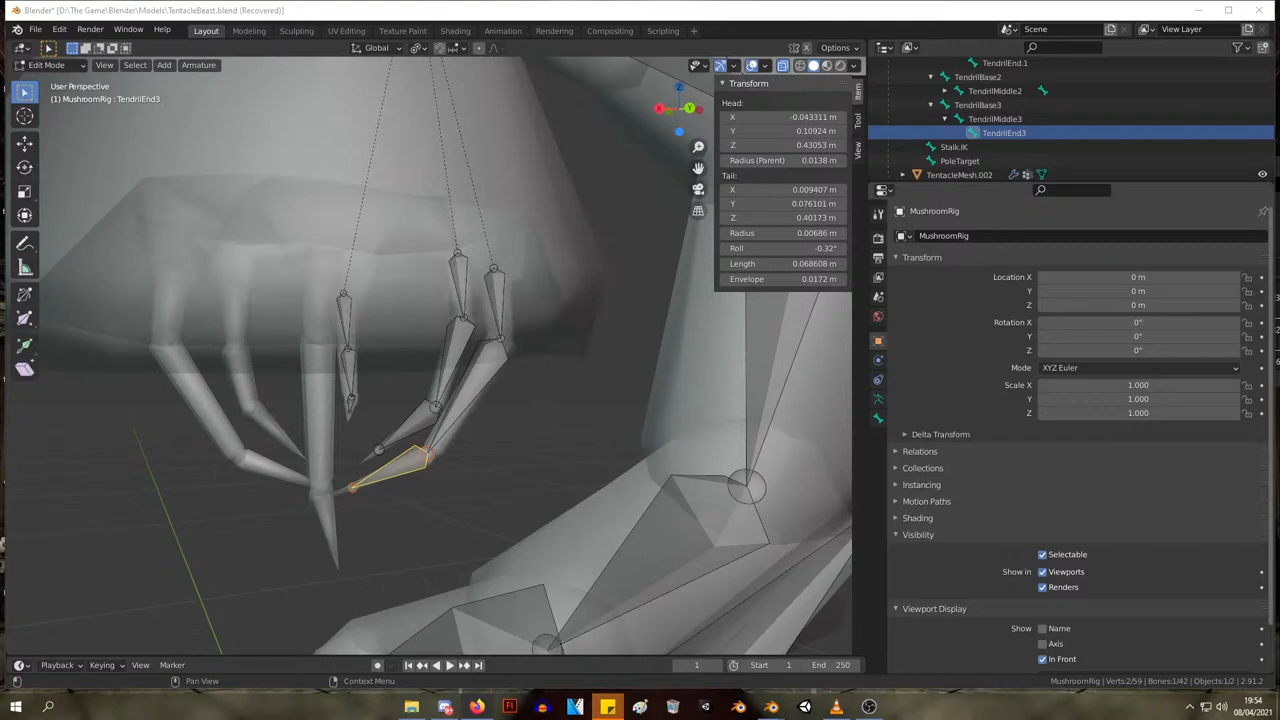 Blender* [D:\The Game\Blender\Models\TentacleBeast.blend (Recovered)]
File Edit Render Window Help Layout Modeling Sculpting UV Editing Texture Paint Shading Animation Rendering Compositing Scripting + Scene View Layer
Global Options
Edit Mode View Select Add Armature
User Perspective
(1) MushroomRig : TendrilEnd3
X Y Z
Transform
Head:
X -0.043311 m
Y 0.10924 m
Z 0.43053 m
Radius (Parent) 0.0138 m
Tail:
X 0.009407 m
Y 0.076101 m
Z 0.40173 m
Radius 0.00686 m
Roll -0.32°
Length 0.068608 m
Envelope 0.0172 m
Item
Tool
View
TendrilEnd.1
TendrilBase2
TendrilMiddle2
TendrilBase3
TendrilMiddle3
TendrilEnd3
Stalk.IK
PoleTarget
TentacleMesh.002
MushroomRig
MushroomRig
Transform
Location X 0 m
Y 0 m
Z 0 m
Rotation X 0°
Y 0°
Z 0°
Mode XYZ Euler
Scale X 1.000
Y 1.000
Z 1.000
Delta Transform
Relations
Collections
Instancing
Motion Paths
Shading
Visibility
Selectable
Show in Viewports
Renders
Viewport Display
Show Name
Axis
In Front
Playback Keying View Marker 1 Start 1 End 250
Pan View Context Menu MushroomRig | Verts:2/59 | Bones:1/42 | Objects:1/2 | 2.91.2
19:54
08/04/2021